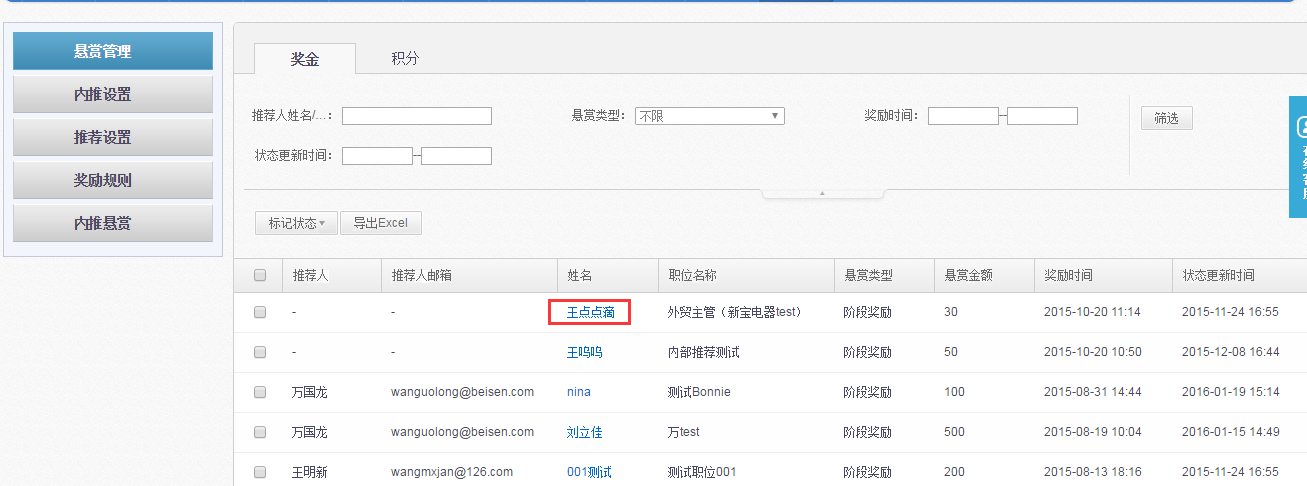 悬赏管理
内推设置
推荐设置
奖励规则
内推悬赏
奖金 积分
推荐人姓名/...： 悬赏类型： 不限 奖励时间： -- 筛选
状态更新时间： --
标记状态 导出Excel
推荐人 推荐人邮箱 姓名 职位名称 悬赏类型 悬赏金额 奖励时间 状态更新时间
- - 王点点滴 外贸主管（新宝电器test） 阶段奖励 30 2015-10-20 11:14 2015-11-24 16:55
- - 王呜呜 内部推荐测试 阶段奖励 50 2015-10-20 10:50 2015-12-08 16:44
万国龙 wanguolong@beisen.com nina 测试Bonnie 阶段奖励 100 2015-08-31 14:44 2016-01-19 15:14
万国龙 wanguolong@beisen.com 刘立佳 万test 阶段奖励 500 2015-08-19 10:04 2016-01-15 14:49
王明新 wangmxjan@126.com 001测试 测试职位001 阶段奖励 200 2015-08-13 18:16 2015-11-24 16:55